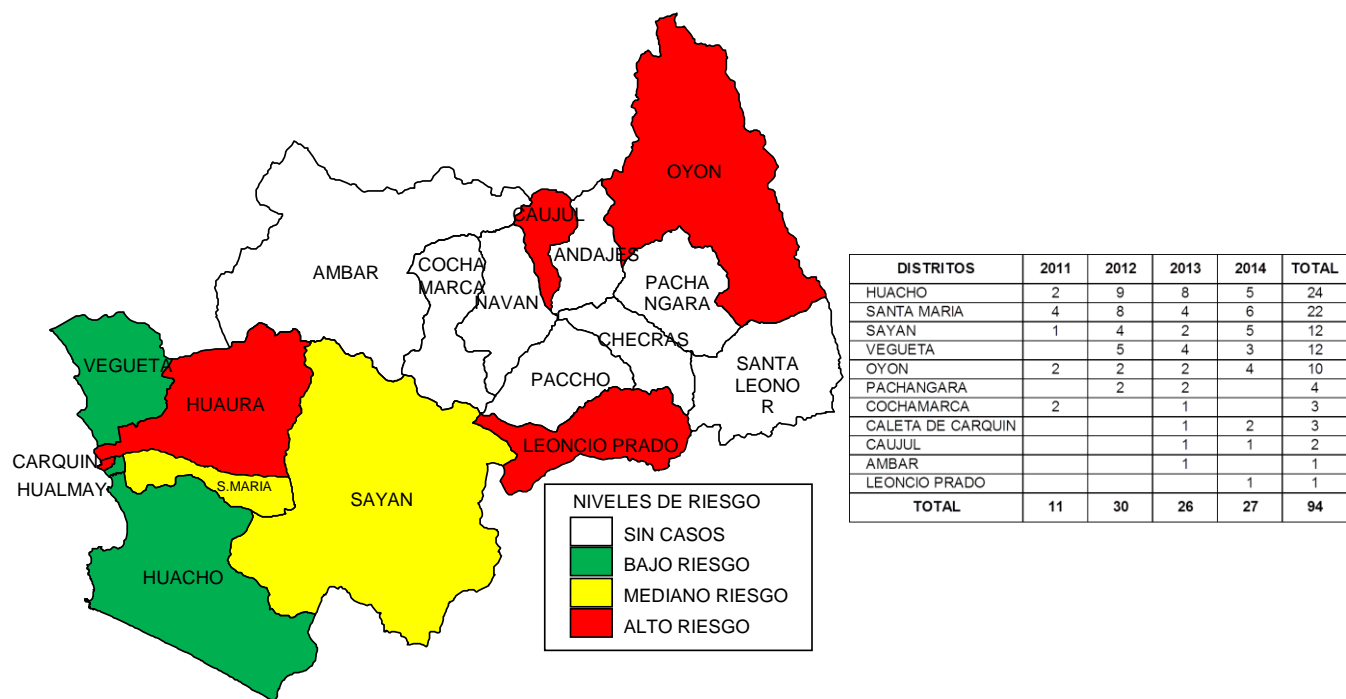 OYON
CAUJUL
ANDAJES
AMBAR
COCHA
MARCA
NAVAN
PACHA
NGARA
CHECRAS
SANTA
LEONO
R
PACCHO
VEGUETA
HUAURA
LEONCIO PRADO
CARQUIN
HUALMAY
S.MARIA
SAYAN
HUACHO
NIVELES DE RIESGO
SIN CASOS
BAJO RIESGO
MEDIANO RIESGO
ALTO RIESGO
DISTRITOS 2011 2012 2013 2014 TOTAL
HUACHO 2 9 8 5 24
SANTA MARIA 4 8 4 6 22
SAYAN 1 4 2 5 12
VEGUETA 5 4 3 12
OYON 2 2 2 4 10
PACHANGARA 2 2 4
COCHAMARCA 2 1 3
CALETA DE CARQUIN 1 2 3
CAUJUL 1 1 2
AMBAR 1 1
LEONCIO PRADO 1 1
TOTAL 11 30 26 27 94